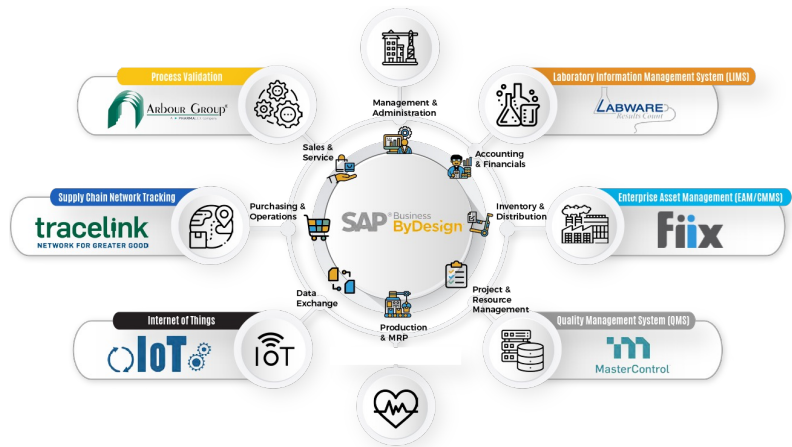 Process Validation
ARBOUR GROUP®
Laboratory Information Management System (LIMS)
LABWARE
Results Count
Management &
Administration
Sales &
Service
Accounting
& Financials
Supply Chain Network Tracking
tracelink
NETWORK FOR GREATER GOOD
Purchasing &
Operations
SAP® Business
ByDesign
Inventory &
Distribution
Enterprise Asset Management (EAM/CMMS)
Fiix
Data
Exchange
Project &
Resource
Management
Production
& MRP
Internet of Things
IoT
IOT
Quality Management System (QMS)
MasterControl